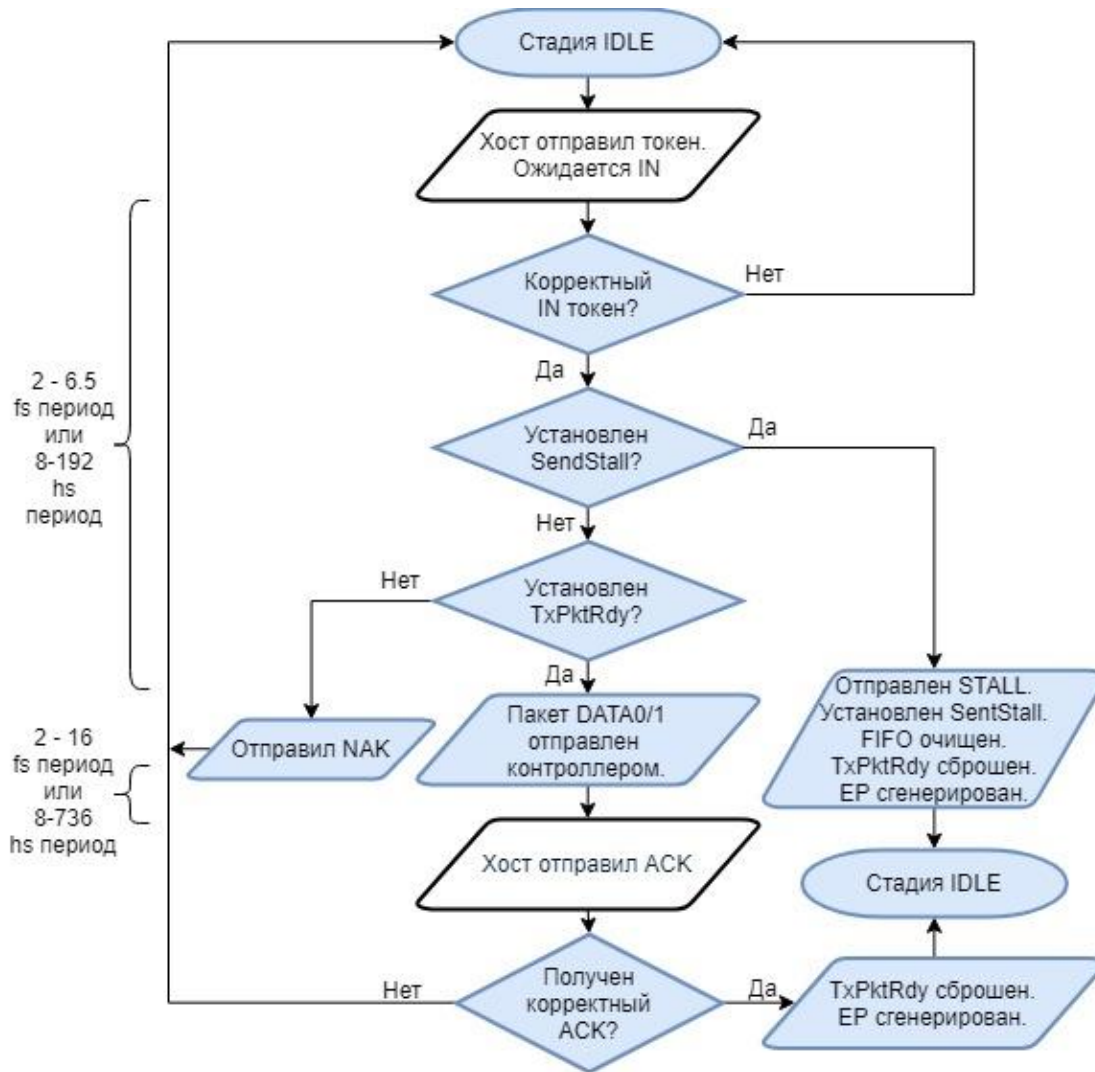 Стадия IDLE
Хост отправил токен.
Ожидается IN
Корректный
IN токен?
Нет
Да
2 - 6.5
fs период
или
8-192
hs
период
Установлен
SendStall?
Да
Нет
Установлен
TxPktRdy?
Нет
Да
Отправлен STALL.
Установлен SentStall.
FIFO очищен.
TxPktRdy сброшен.
EP сгенерирован.
Пакет DATA0/1
отправлен
контроллером.
Отправил NAK
2 - 16
fs период
или
8-736
hs период
Хост отправил ACK
Стадия IDLE
Получен
корректный
ACK?
Нет
Да
TxPktRdy сброшен.
EP сгенерирован.